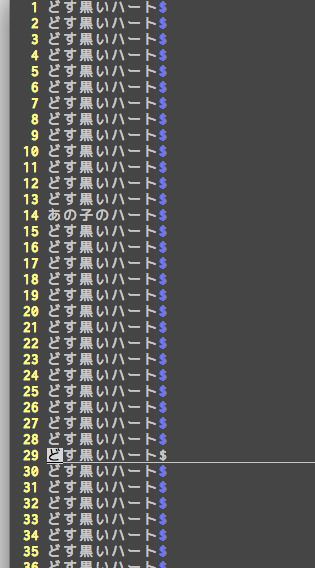 1 どす黒いハート$
2 どす黒いハート$
3 どす黒いハート$
4 どす黒いハート$
5 どす黒いハート$
6 どす黒いハート$
7 どす黒いハート$
8 どす黒いハート$
9 どす黒いハート$
10 どす黒いハート$
11 どす黒いハート$
12 どす黒いハート$
13 どす黒いハート$
14 あの子のハート$
15 どす黒いハート$
16 どす黒いハート$
17 どす黒いハート$
18 どす黒いハート$
19 どす黒いハート$
20 どす黒いハート$
21 どす黒いハート$
22 どす黒いハート$
23 どす黒いハート$
24 どす黒いハート$
25 どす黒いハート$
26 どす黒いハート$
27 どす黒いハート$
28 どす黒いハート$
29 どす黒いハート$
30 どす黒いハート$
31 どす黒いハート$
32 どす黒いハート$
33 どす黒いハート$
34 どす黒いハート$
35 どす黒いハート$
36 どす黒いハート$